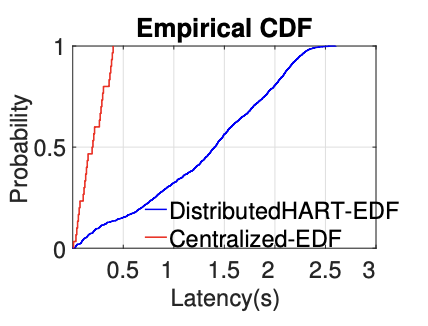 Empirical CDF
1
0.5
0
Probability
DistributedHART-EDF
Centralized-EDF
0.5 1 1.5 2 2.5 3
Latency(s)